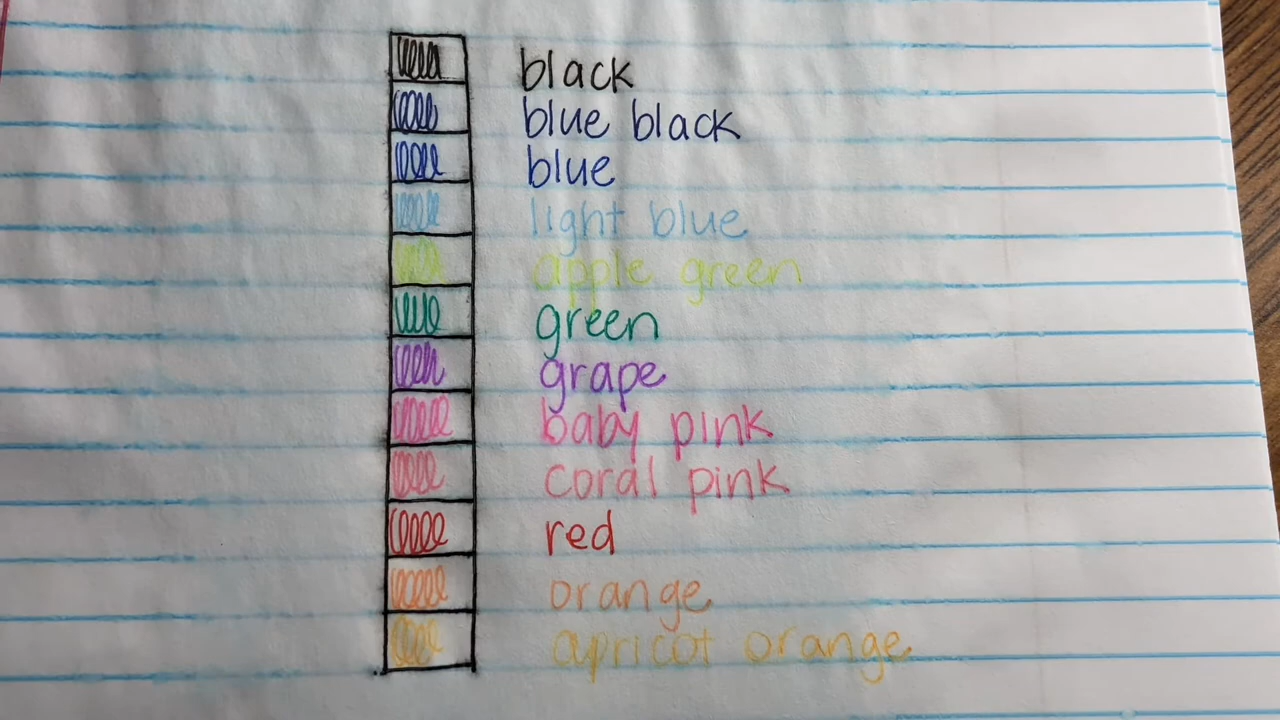 black
blue black
blue
light blue
apple green
green
grape
baby pink
coral pink
red
orange
apricot orange